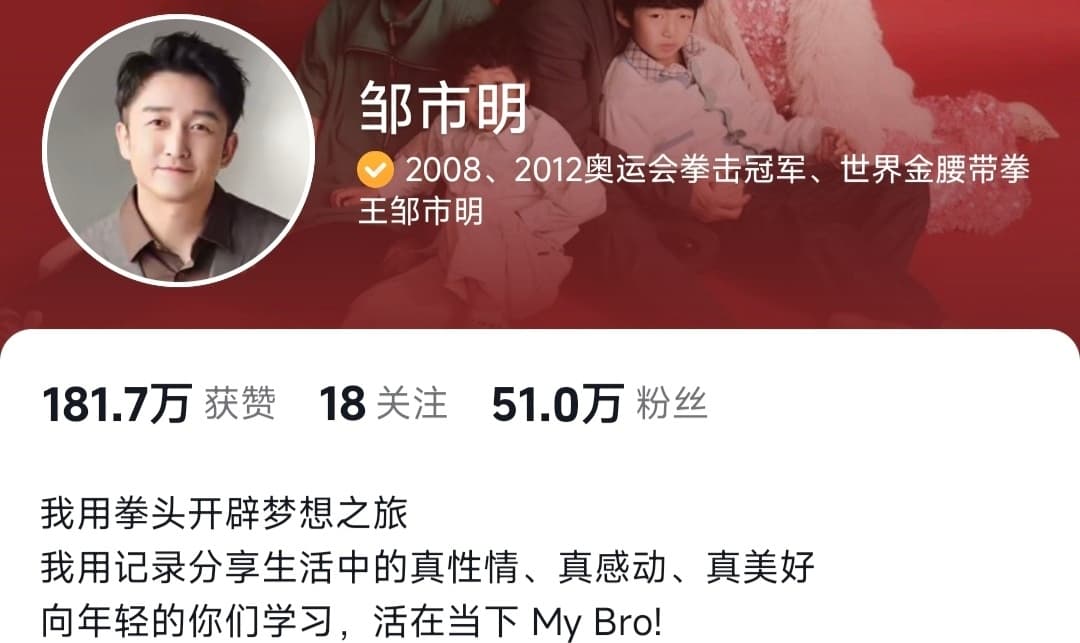 邹市明
2008、2012奥运会拳击冠军、世界金腰带拳
王邹市明
181.7万 获赞 18 关注 51.0万 粉丝
我用拳头开辟梦想之旅
我用记录分享生活中的真性情、真感动、真美好
向年轻的你们学习，活在当下 My Bro!